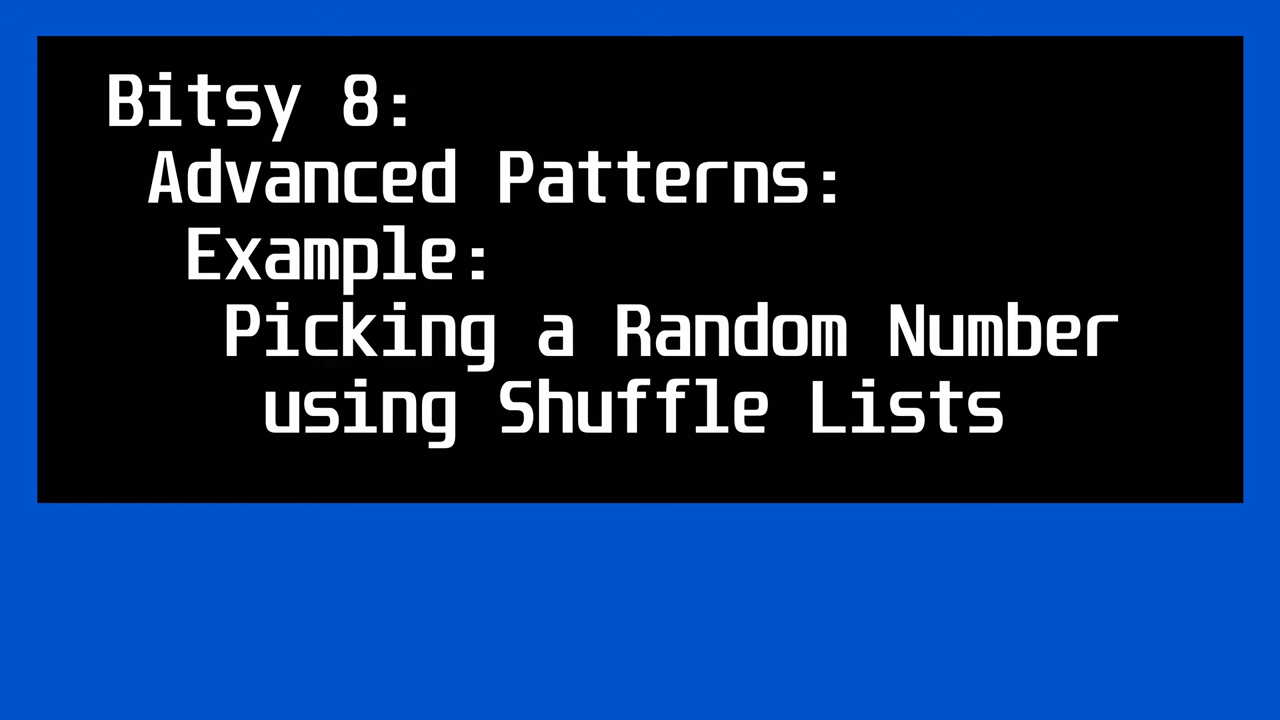 Bitsy 8:
Advanced Patterns:
Example:
Picking a Random Number
using Shuffle Lists